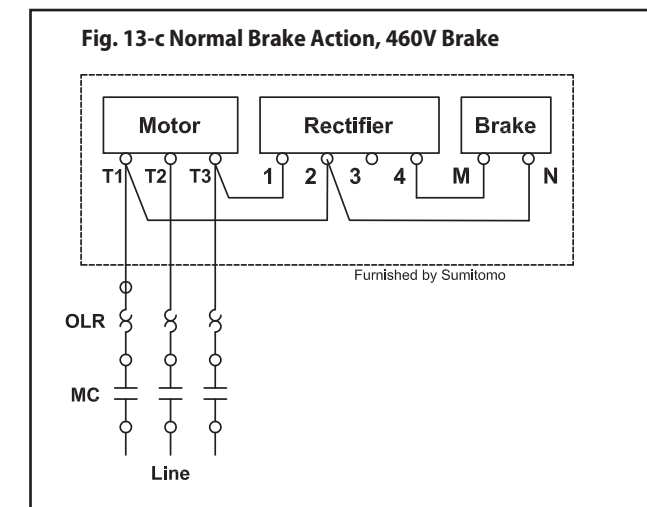 Fig. 13-c Normal Brake Action, 460V Brake
Motor Rectifier Brake
T1 T2 T3 1 2 3 4 M N
Furnished by Sumitomo
OLR
MC
Line